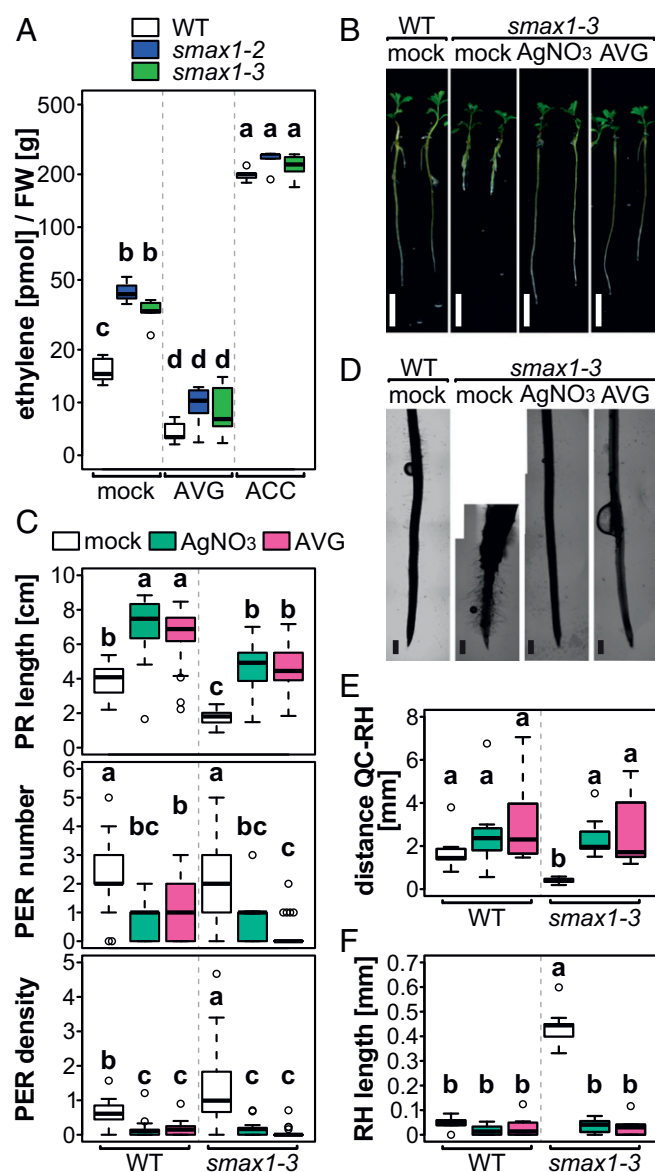 A
WT
smax1-2
smax1-3
ethylene [pmol] / FW [g]
500
200
100
50
20
10
0
c b b d d d a a a
mock AVG ACC
B
WT smax1-3
mock mock AgNO3 AVG
C
mock AgNO3 AVG
PR length [cm]
10
8
6
4
2
0
b a a c b b
PER number
6
5
4
3
2
1
0
a bc b a bc c
PER density
5
4
3
2
1
0
b c c a c c
WT smax1-3
D
WT smax1-3
mock mock AgNO3 AVG
E
distance QC-RH [mm]
8
6
4
2
0
a a a b a a
WT smax1-3
F
RH length [mm]
0.7
0.6
0.5
0.4
0.3
0.2
0.1
0
b b b a b b
WT smax1-3